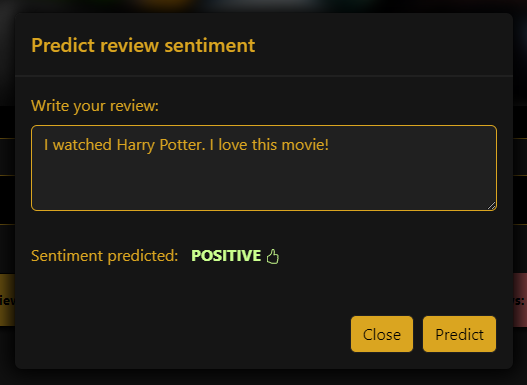 Predict review sentiment
Write your review:
I watched Harry Potter. I love this movie!
Sentiment predicted: POSITIVE
Close Predict